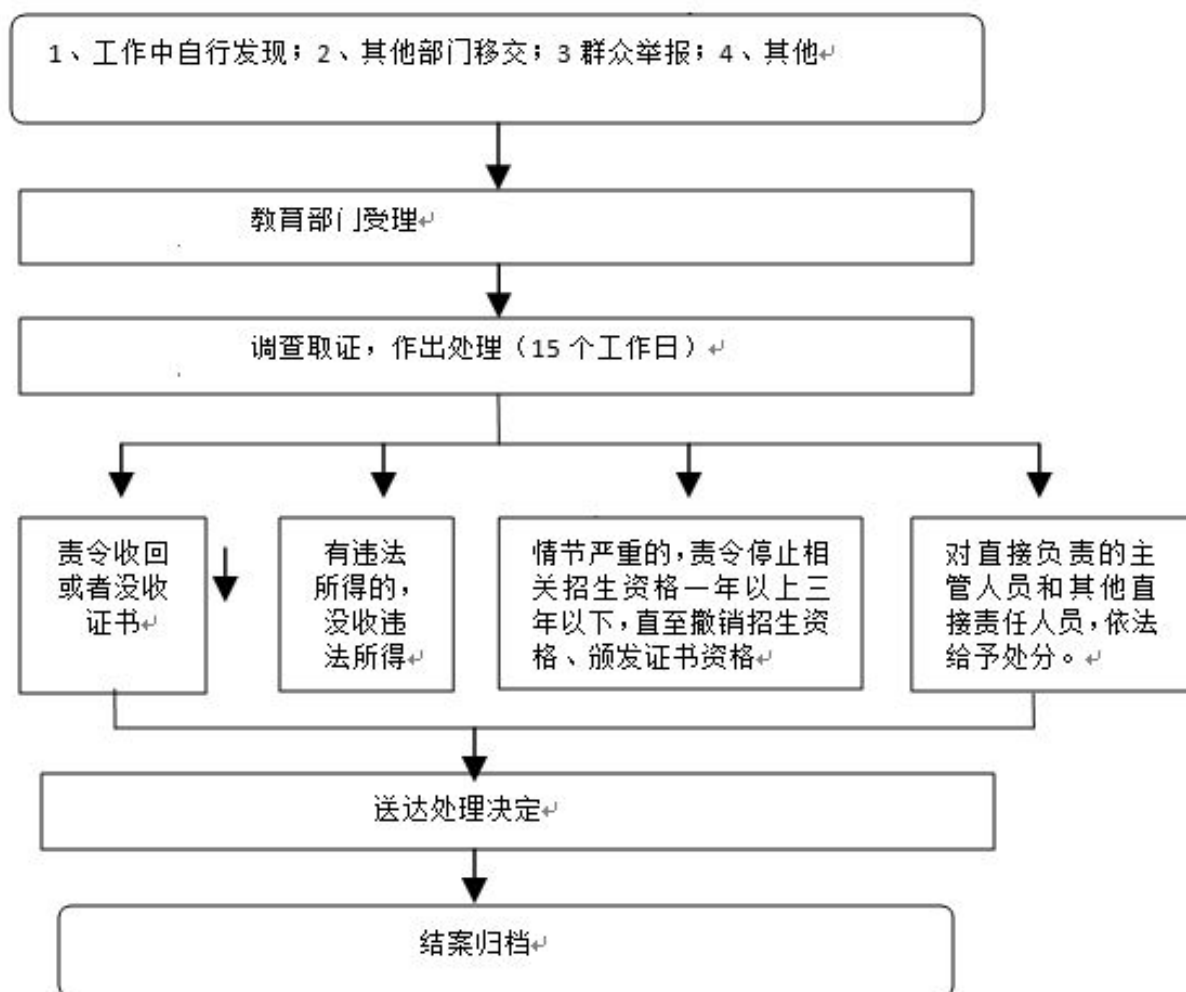 1、工作中自行发现；2、其他部门移交；3 群众举报；4、其他↵
教育部门受理↵
调查取证，作出处理（15 个工作日）↵
责令收回
或者没收
证书↵
有违法
所得的，
没收违
法所得↵
情节严重的，责令停止相
关招生资格一年以上三
年以下，直至撤销招生资
格、颁发证书资格↵
对直接负责的主
管人员和其他直
接责任人员，依法
给予处分。↵
送达处理决定↵
结案归档↵